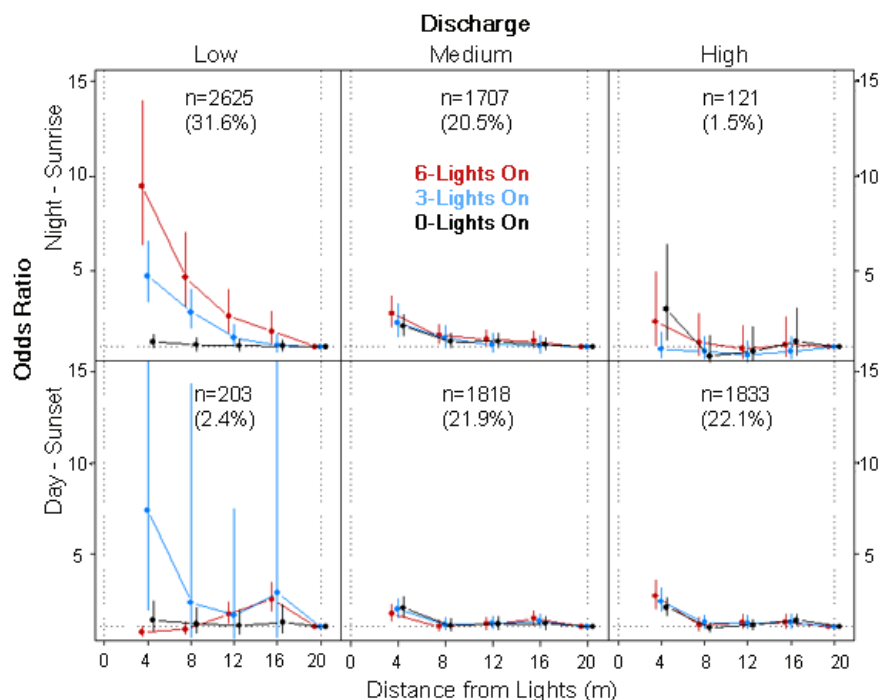 Discharge
Low Medium High
Odds Ratio
Night - Sunrise
15 15
10 10
5 5
n=2625 n=1707 n=121
(31.6%) (20.5%) (1.5%)
6-Lights On
3-Lights On
0-Lights On
Day - Sunset
15 15
10 10
5 5
n=203 n=1818 n=1833
(2.4%) (21.9%) (22.1%)
4 8 12 16 20 4 8 12 16 20 4 8 12 16 20
Distance from Lights (m)